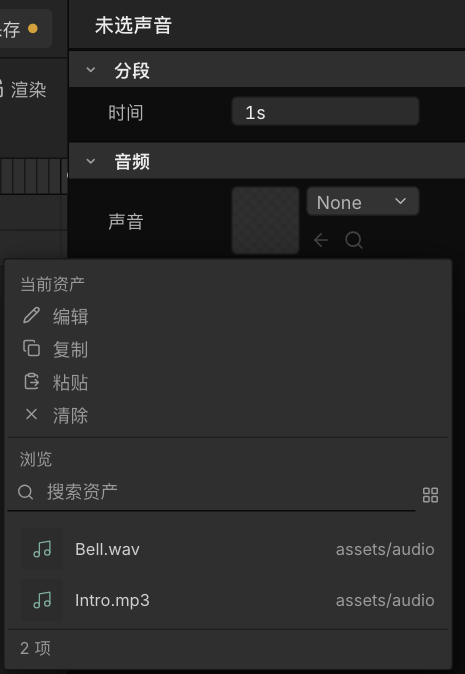 未选声音
存
分段
渲染
时间 1s
音频
声音 None
当前资产
编辑
复制
粘贴
清除
浏览
搜索资产
Bell.wav assets/audio
Intro.mp3 assets/audio
2 项